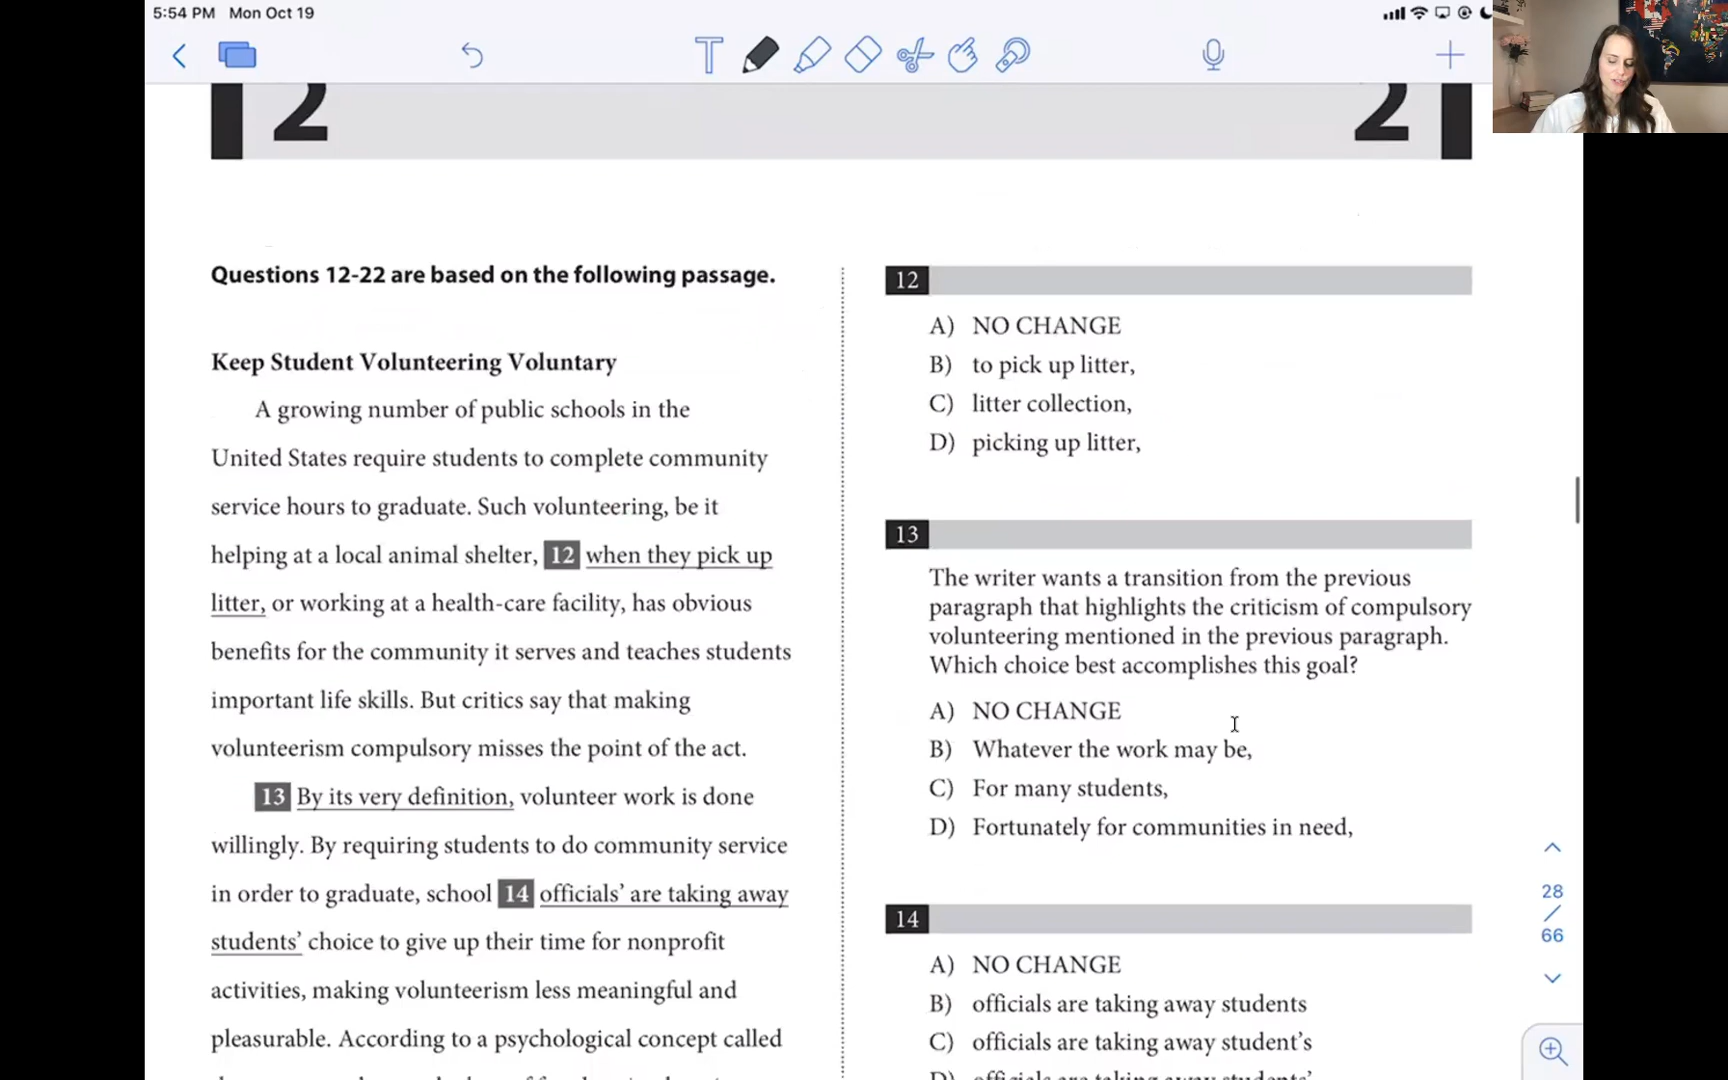 5:54 PM Mon Oct 19
2
2
Questions 12-22 are based on the following passage.
Keep Student Volunteering Voluntary
A growing number of public schools in the
United States require students to complete community
service hours to graduate. Such volunteering, be it
helping at a local animal shelter, 12 when they pick up
litter, or working at a health-care facility, has obvious
benefits for the community it serves and teaches students
important life skills. But critics say that making
volunteerism compulsory misses the point of the act.
13 By its very definition, volunteer work is done
willingly. By requiring students to do community service
in order to graduate, school 14 officials’ are taking away
students’ choice to give up their time for nonprofit
activities, making volunteerism less meaningful and
pleasurable. According to a psychological concept called
12
A) NO CHANGE
B) to pick up litter,
C) litter collection,
D) picking up litter,
13
The writer wants a transition from the previous
paragraph that highlights the criticism of compulsory
volunteering mentioned in the previous paragraph.
Which choice best accomplishes this goal?
A) NO CHANGE
B) Whatever the work may be,
C) For many students,
D) Fortunately for communities in need,
14
A) NO CHANGE
B) officials are taking away students
C) officials are taking away student’s
D) officials are taking away students’
28
/
66